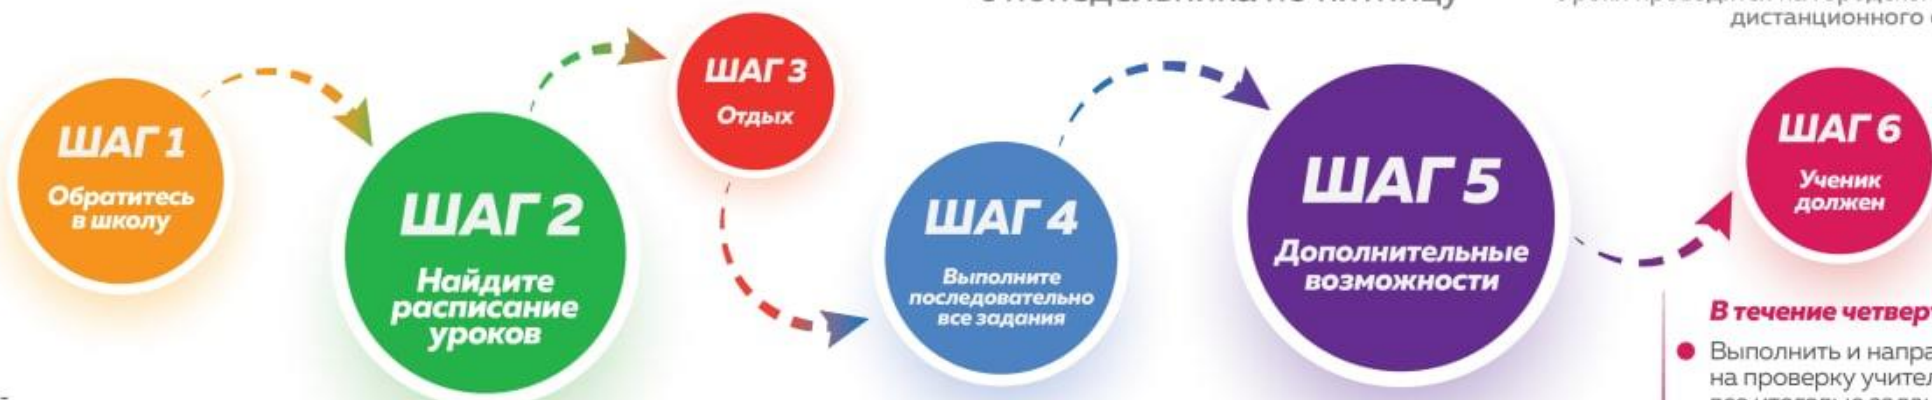 дистанционного
ШАГ 1
Обратитесь
в школу
ШАГ 2
Найдите
расписание
уроков
ШАГ 3
Отдых
ШАГ 4
Выполните
последовательно
все задания
ШАГ 5
Дополнительные
возможности
ШАГ 6
Ученик
должен
В течение
Выполнить и
на проверку